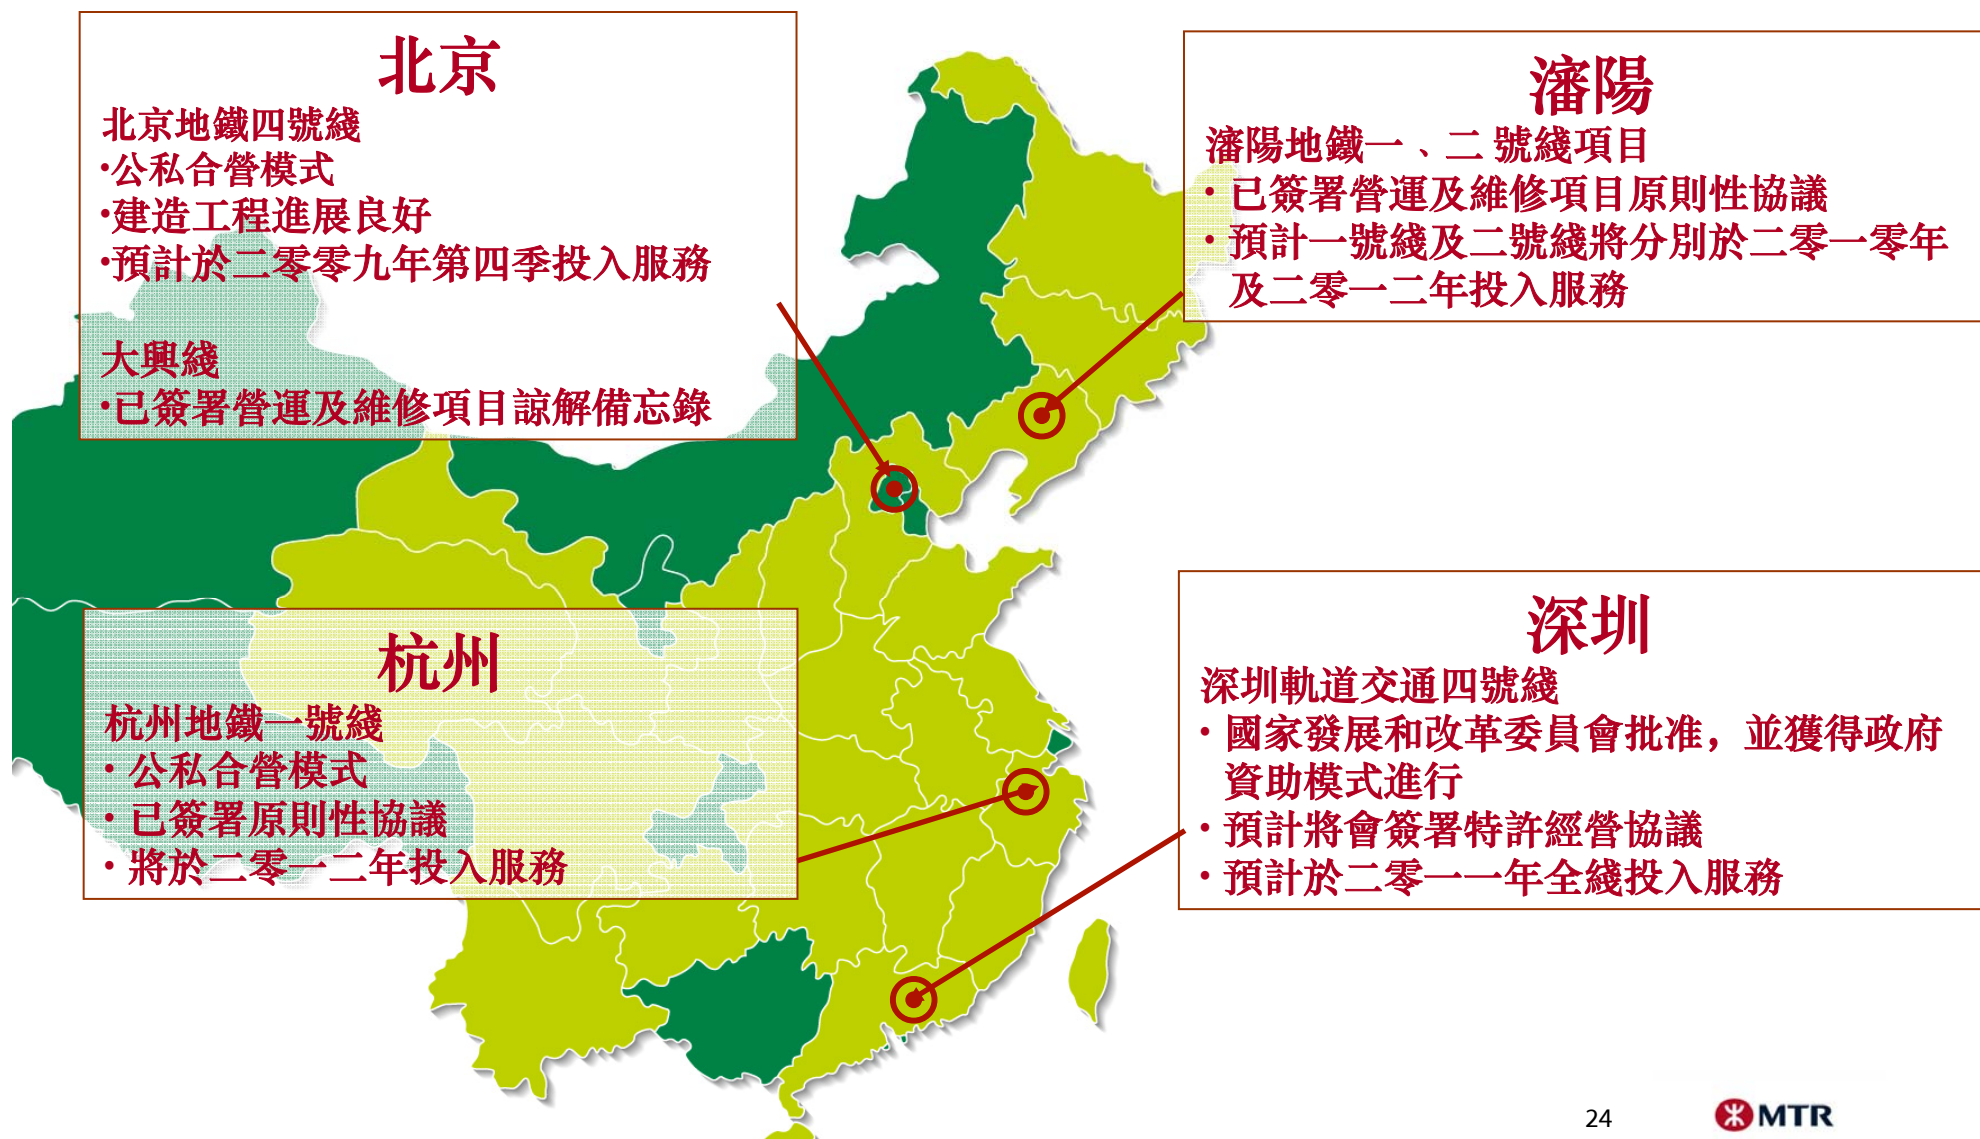 北京
北京地鐵四號綫
•公私合營模式
•建造工程進展良好
•預計於二零零九年第四季投入服務
大興綫
•已簽署營運及維修項目諒解備忘錄
瀋陽
瀋陽地鐵一、二 號綫項目
• 已簽署營運及維修項目原則性協議
• 預計一號綫及二號綫將分別於二零一零年
及二零一二年投入服務
杭州
杭州地鐵一號綫
• 公私合營模式
• 已簽署原則性協議
• 將於二零一二年投入服務
深圳
深圳軌道交通四號綫
• 國家發展和改革委員會批准，並獲得政府
資助模式進行
• 預計將會簽署特許經營協議
• 預計於二零一一年全綫投入服務
24
MTR